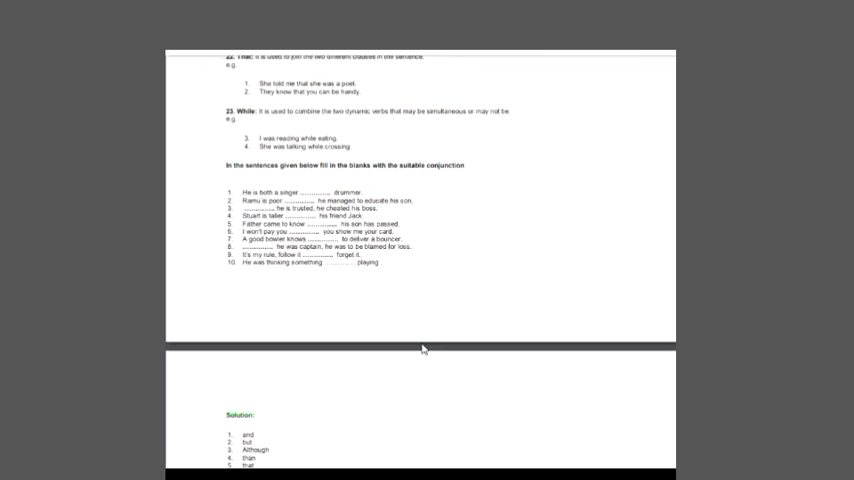 22. That: It is used to join the two different clauses in the sentence.
e.g.
1. She told me that she was a poet.
2. They know that you can be handy.
23. While: It is used to combine the two dynamic verbs that may be simultaneous or may not be.
e.g.
3. I was reading while eating.
4. She was talking while crossing
In the sentences given below fill in the blanks with the suitable conjunction
1. He is both a singer .............. drummer.
2. Ramu is poor .............. he managed to educate his son.
3. .............. he is trusted, he cheated his boss.
4. Stuart is taller .............. his friend Jack
5. Father came to know .............. his son has passed.
6. I won't pay you .............. you show me your card.
7. A good bowler knows .............. to deliver a bouncer.
8. .............. he was captain, he was to be blamed for loss.
9. It's my rule, follow it .............. forget it.
10. He was thinking something .............. playing .
Solution:
1. and
2. but
3. Although
4. than
5. that